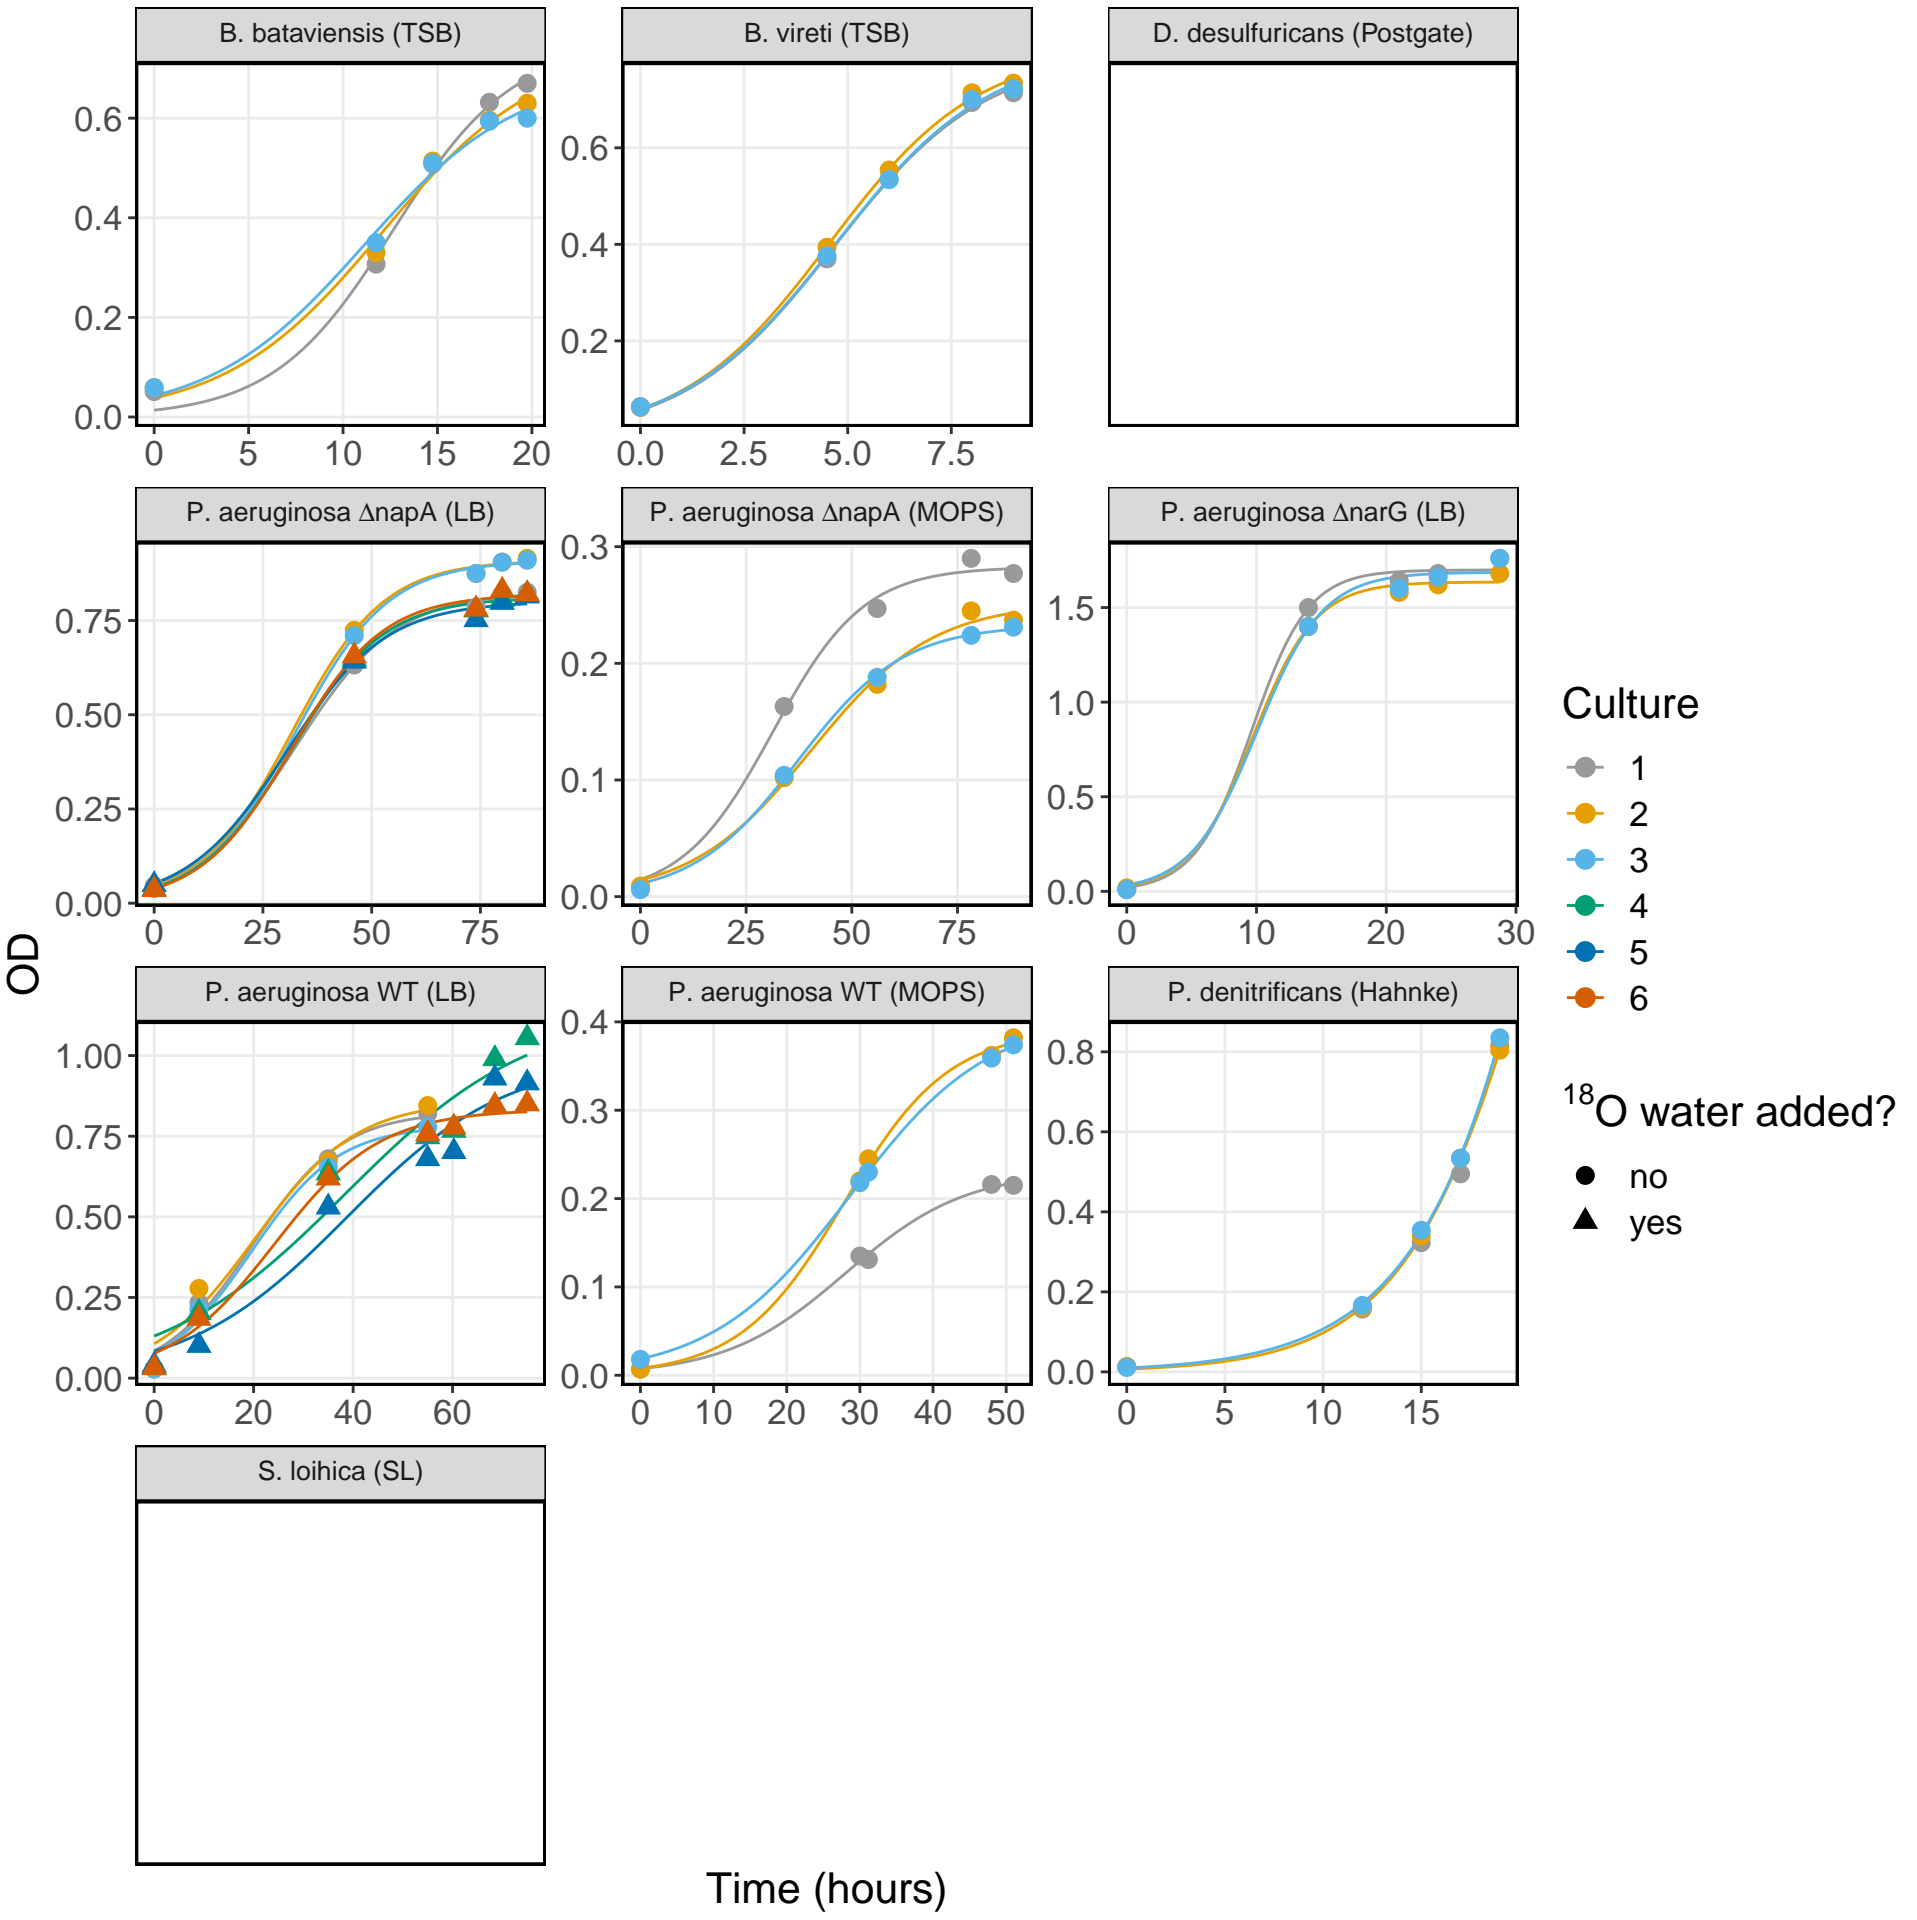 B. bataviensis (TSB)
B. vireti (TSB)
D. desulfuricans (Postgate)
0.6
0.4
0.2
0.0
0 5 10 15 20
0.6
0.4
0.2
0.0 2.5 5.0 7.5
P. aeruginosa ΔnapA (LB)
P. aeruginosa ΔnapA (MOPS)
P. aeruginosa ΔnarG (LB)
0.75
0.50
0.25
0.00
0 25 50 75
0.3
0.2
0.1
0.0
0 25 50 75
1.5
1.0
0.5
0.0
0 10 20 30
P. aeruginosa WT (LB)
P. aeruginosa WT (MOPS)
P. denitrificans (Hahnke)
1.00
0.75
0.50
0.25
0.00
0 20 40 60
0.4
0.3
0.2
0.1
0.0
0 10 20 30 40 50
0.8
0.6
0.4
0.2
0.0
0 5 10 15
S. loihica (SL)
OD
Time (hours)
Culture
1
2
3
4
5
6
¹⁸O water added?
no
yes